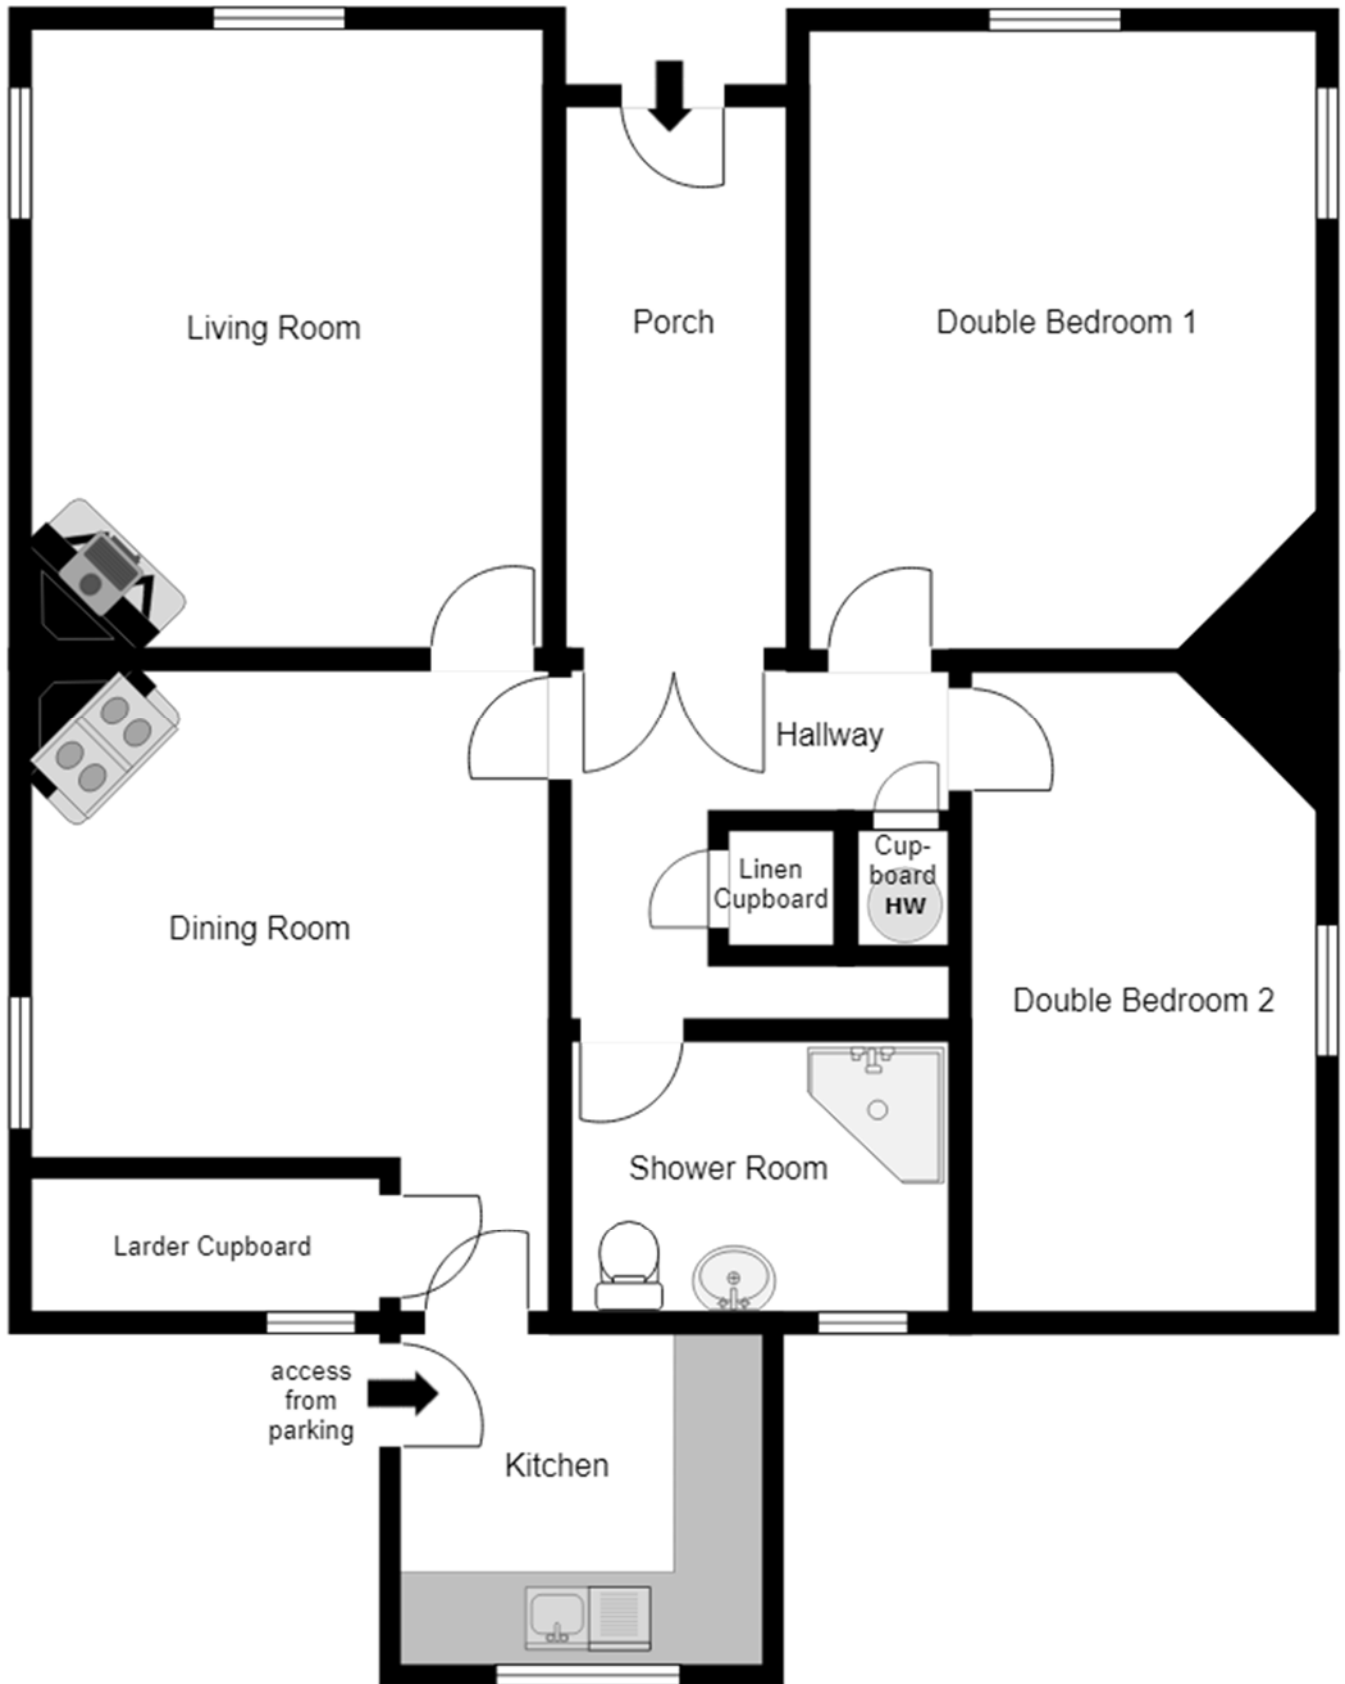 Living Room
Porch
Double Bedroom 1
Hallway
Linen
Cupboard
Cup-
board
HW
Dining Room
Double Bedroom 2
Shower Room
Larder Cupboard
access
from
parking
Kitchen